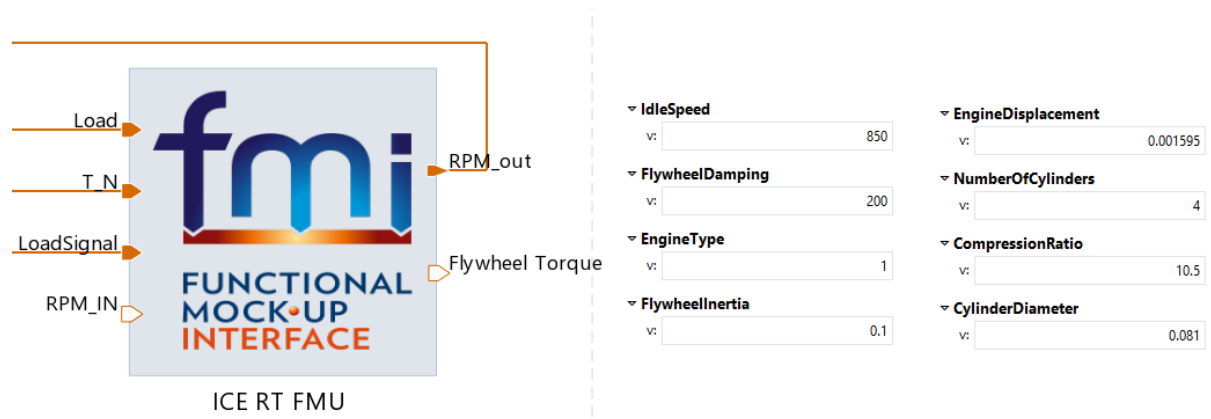 Load
T_N
LoadSignal
RPM_IN
RPM_out
Flywheel Torque
fmi
FUNCTIONAL
MOCK-UP
INTERFACE
ICE RT FMU
IdleSpeed
v: 850
FlywheelDamping
v: 200
EngineType
v: 1
FlywheelInertia
v: 0.1
EngineDisplacement
v: 0.001595
NumberOfCylinders
v: 4
CompressionRatio
v: 10.5
CylinderDiameter
v: 0.081